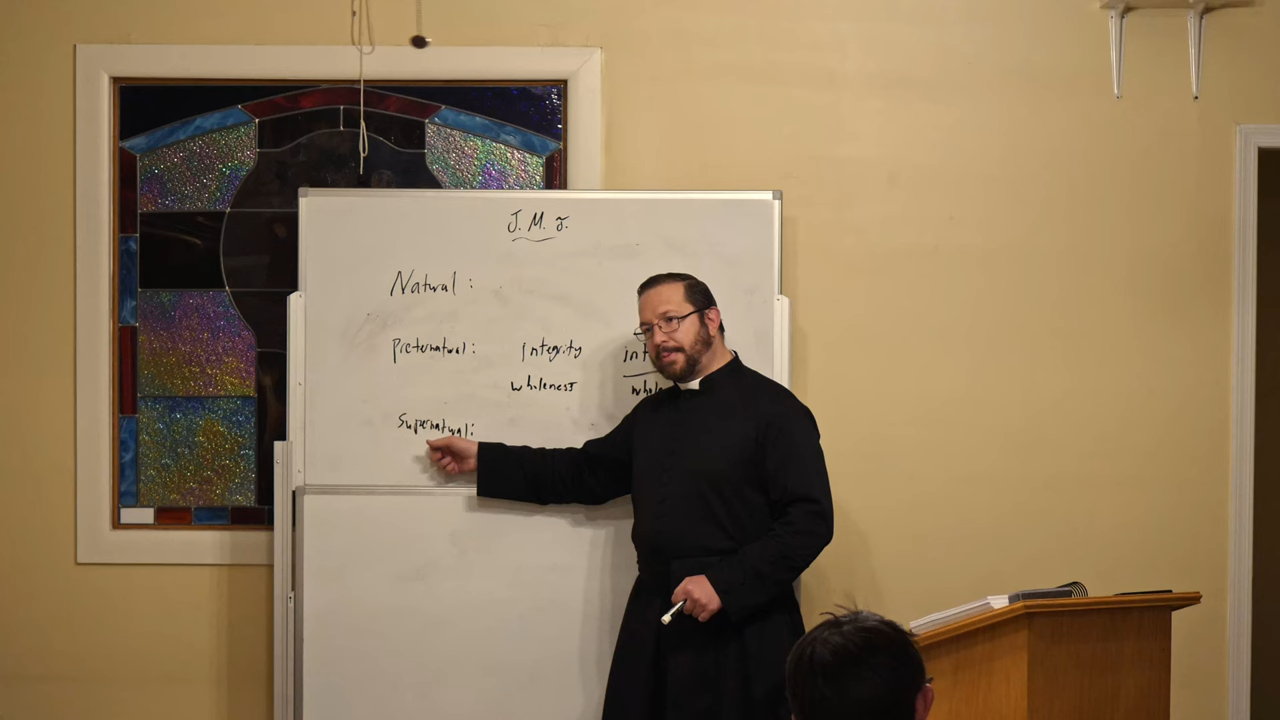 J. M. J.
Natural :
Preternatural: integrity
wholeness
Supernatural: